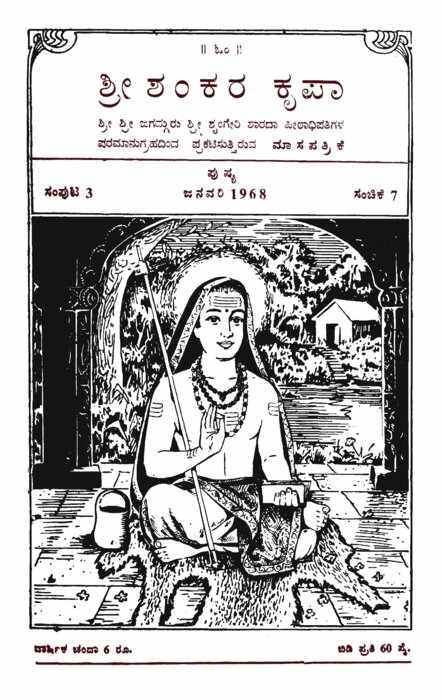 ॥ ಓಂ ॥
ಶ್ರೀ ಶಂಕರ ಕೃಪಾ
ಶ್ರೀ ಶ್ರೀ ಜಗದ್ಗುರು ಶ್ರೀ ಶೃಂಗೇರಿ ಶಾರದಾ ಪೀಠಾಧಿಪತಿಗಳ
ಪರಮಾನುಗ್ರಹದಿಂದ ಪ್ರಕಟಿಸುತ್ತಿರುವ ಮಾಸಪತ್ರಿಕೆ
ಪುಷ್ಯ
ಸಂಪುಟ 3 ಜನವರಿ 1968 ಸಂಚಿಕೆ 7
ವಾರ್ಷಿಕ ಚಂದಾ 6 ರೂ. ಬಿಡಿ ಪ್ರತಿ 60 ಪೈ.